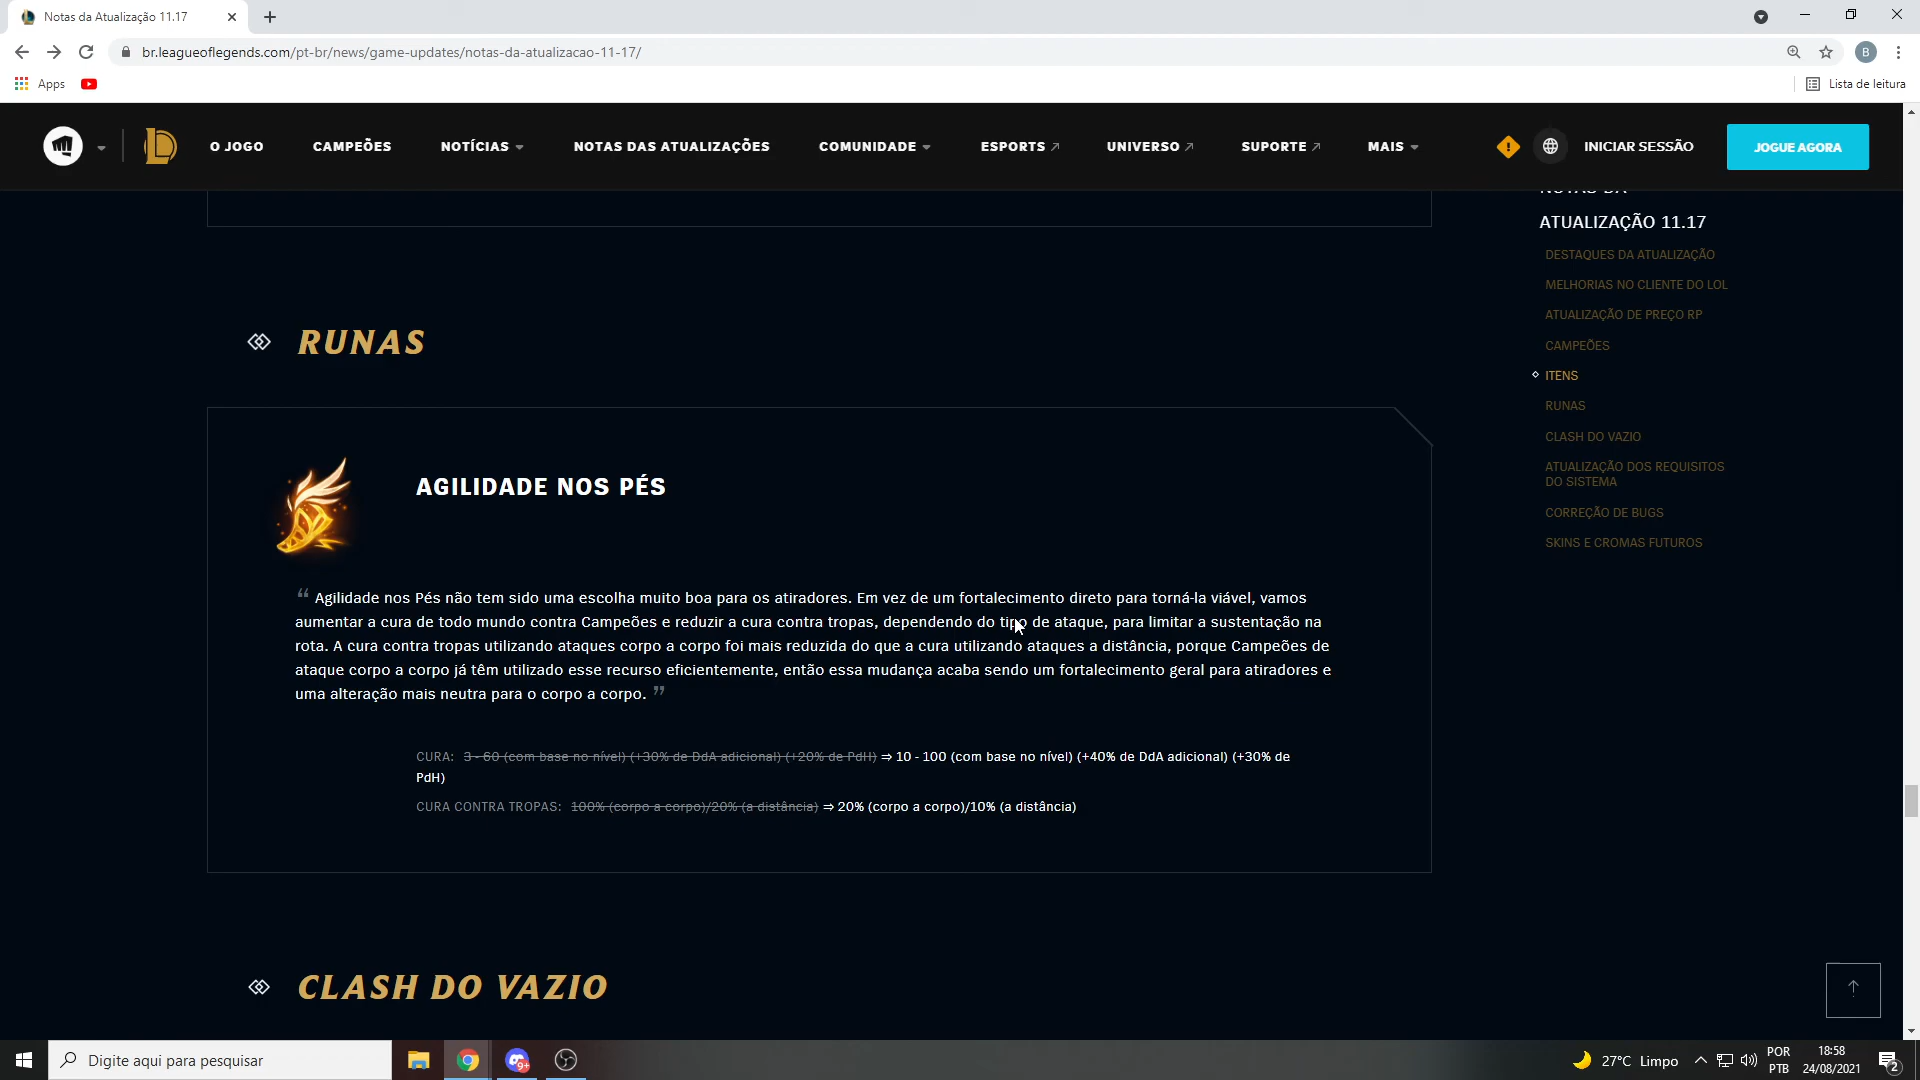 Notas da Atualização 11.17
br.leagueoflegends.com/pt-br/news/game-updates/notas-da-atualizacao-11-17/
B
Apps
Lista de leitura
O JOGO CAMPEÕES NOTÍCIAS NOTAS DAS ATUALIZAÇÕES COMUNIDADE ESPORTS UNIVERSO SUPORTE MAIS INICIAR SESSÃO JOGUE AGORA
NOTAS DA
ATUALIZAÇÃO 11.17
DESTAQUES DA ATUALIZAÇÃO
MELHORIAS NO CLIENTE DO LOL
ATUALIZAÇÃO DE PREÇO RP
CAMPEÕES
ITENS
RUNAS
CLASH DO VAZIO
ATUALIZAÇÃO DOS REQUISITOS
DO SISTEMA
CORREÇÃO DE BUGS
SKINS E CROMAS FUTUROS
RUNAS
AGILIDADE NOS PÉS
“ Agilidade nos Pés não tem sido uma escolha muito boa para os atiradores. Em vez de um fortalecimento direto para torná-la viável, vamos
aumentar a cura de todo mundo contra Campeões e reduzir a cura contra tropas, dependendo do tipo de ataque, para limitar a sustentação na
rota. A cura contra tropas utilizando ataques corpo a corpo foi mais reduzida do que a cura utilizando ataques a distância, porque Campeões de
ataque corpo a corpo já têm utilizado esse recurso eficientemente, então essa mudança acaba sendo um fortalecimento geral para atiradores e
uma alteração mais neutra para o corpo a corpo. ”
CURA: 3 - 60 (com base no nível) (+30% de DdA adicional) (+20% de PdH) ⇒ 10 - 100 (com base no nível) (+40% de DdA adicional) (+30% de
PdH)
CURA CONTRA TROPAS: 100% (corpo a corpo)/20% (a distância) ⇒ 20% (corpo a corpo)/10% (a distância)
CLASH DO VAZIO
Digite aqui para pesquisar
9+
27°C Limpo
POR
PTB
18:58
24/08/2021
2